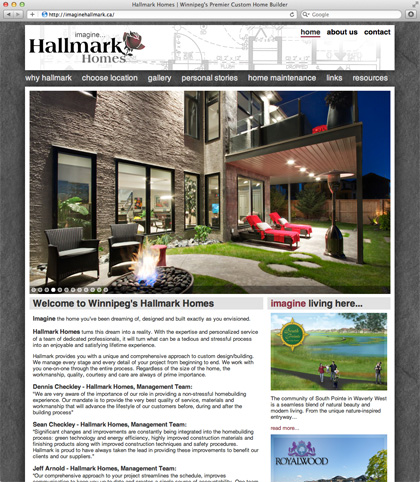 Hallmark Homes | Winnipeg's Premier Custom Home Builder
http://imaginehallmark.ca/
Google
imagine...
Hallmark
Homes
home about us contact
why hallmark choose location gallery personal stories home maintenance links resources
Welcome to Winnipeg's Hallmark Homes
Imagine the home you've been dreaming of, designed and built exactly as you envisioned.
Hallmark Homes turns this dream into a reality. With the expertise and personalized service
of a team of dedicated professionals, it will turn what can be a tedious and stressful process
into an enjoyable and satisfying lifetime experience.
Hallmark provides you with a unique and comprehensive approach to custom design/building.
We manage every stage and every detail of your project from beginning to end. We work with
you one-on-one through the entire process. Regardless of the size of the home, the
workmanship, quality, courtesy and care are always of prime importance.
Dennis Checkley - Hallmark Homes, Management Team:
"We are very aware of the importance of our role in providing a non-stressful homebuilding
experience. Our mandate is to provide the very best quality of service, materials and
workmanship that will advance the lifestyle of our customers before, during and after the
building process"
Sean Checkley - Hallmark Homes, Management Team:
"Significant changes and improvements are constantly being integrated into the homebuilding
process: green technology and energy efficiency, highly improved construction materials and
finishing products along with improved construction techniques and safety procedures.
Hallmark is proud to have always taken the lead in providing these improvements to benefit our
clients and our suppliers."
Jeff Arnold - Hallmark Homes, Management Team:
"Our comprehensive approach to your project streamlines the schedule, improves
imagine living here...
The community of South Pointe in Waverly West
is a seamless blend of natural beauty and
modern living. From the unique nature-inspired
entryway...
read more...
ROYALWOOD